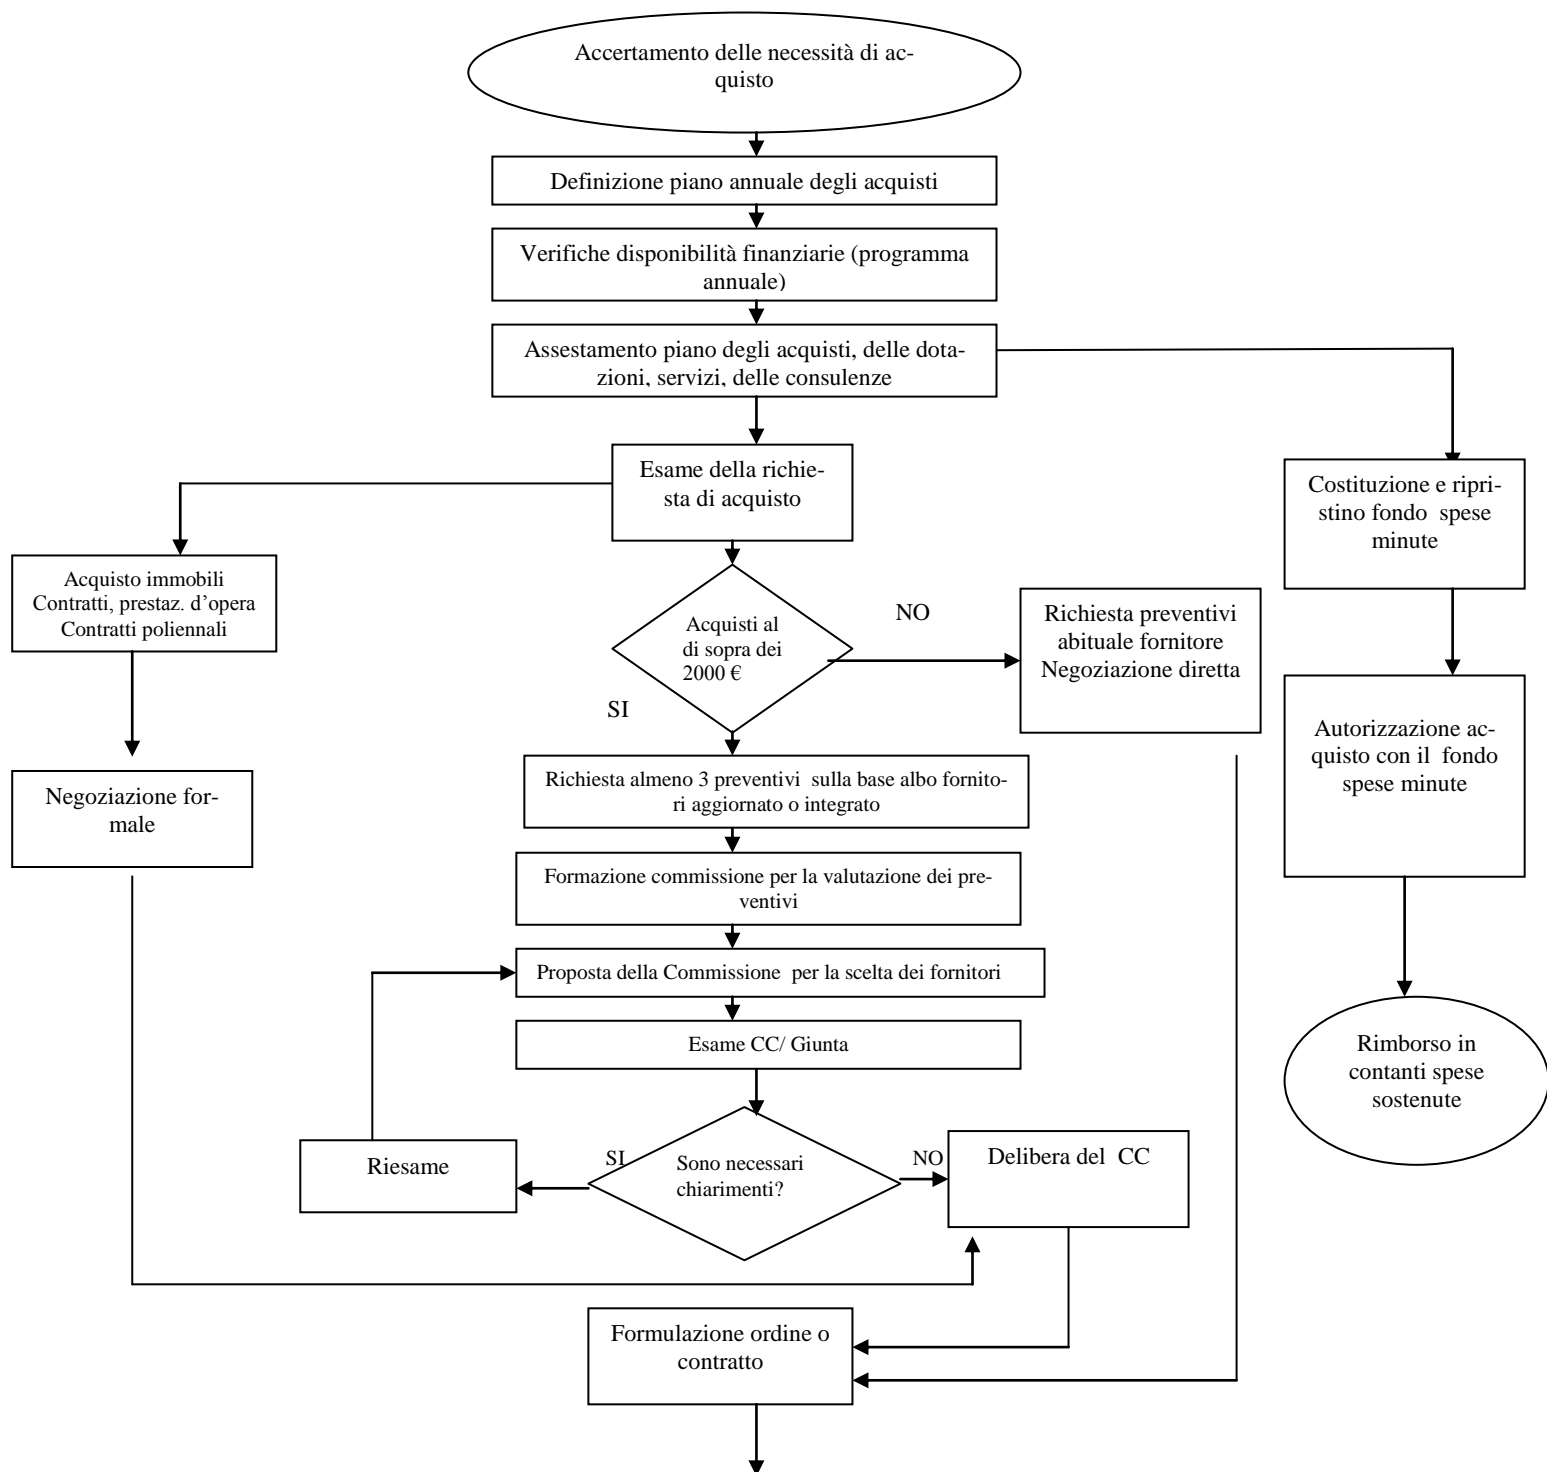 Accertamento delle necessità di ac-
quisto
Definizione piano annuale degli acquisti
Verifiche disponibilità finanziarie (programma
annuale)
Assestamento piano degli acquisti, delle dota-
zioni, servizi, delle consulenze
Esame della richie-
sta di acquisto
Costituzione e ripri-
stino fondo  spese
minute
Acquisto immobili
Contratti, prestaz. d'opera
Contratti poliennali
Acquisti al
di sopra dei
2000 €
NO
Richiesta preventivi
abituale fornitore
Negoziazione diretta
SI
Autorizzazione ac-
quisto con il  fondo
spese minute
Negoziazione for-
male
Richiesta almeno 3 preventivi  sulla base albo fornito-
ri aggiornato o integrato
Formazione commissione per la valutazione dei pre-
ventivi
Proposta della Commissione  per la scelta dei fornitori
Esame CC/ Giunta
Rimborso in
contanti spese
sostenute
Riesame
SI
Sono necessari
chiarimenti?
NO
Delibera del  CC
Formulazione ordine o
contratto